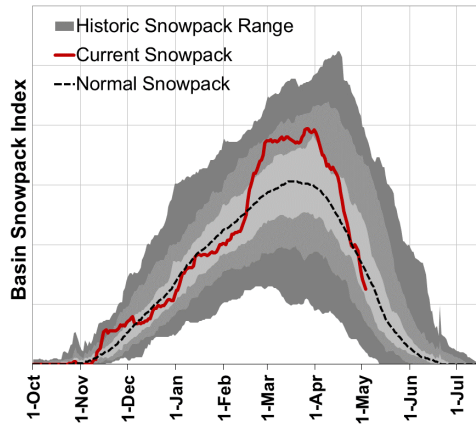 Historic Snowpack Range
Current Snowpack
Normal Snowpack
Basin Snowpack Index
1-Oct
1-Nov
1-Dec
1-Jan
1-Feb
1-Mar
1-Apr
1-May
1-Jun
1-Jul